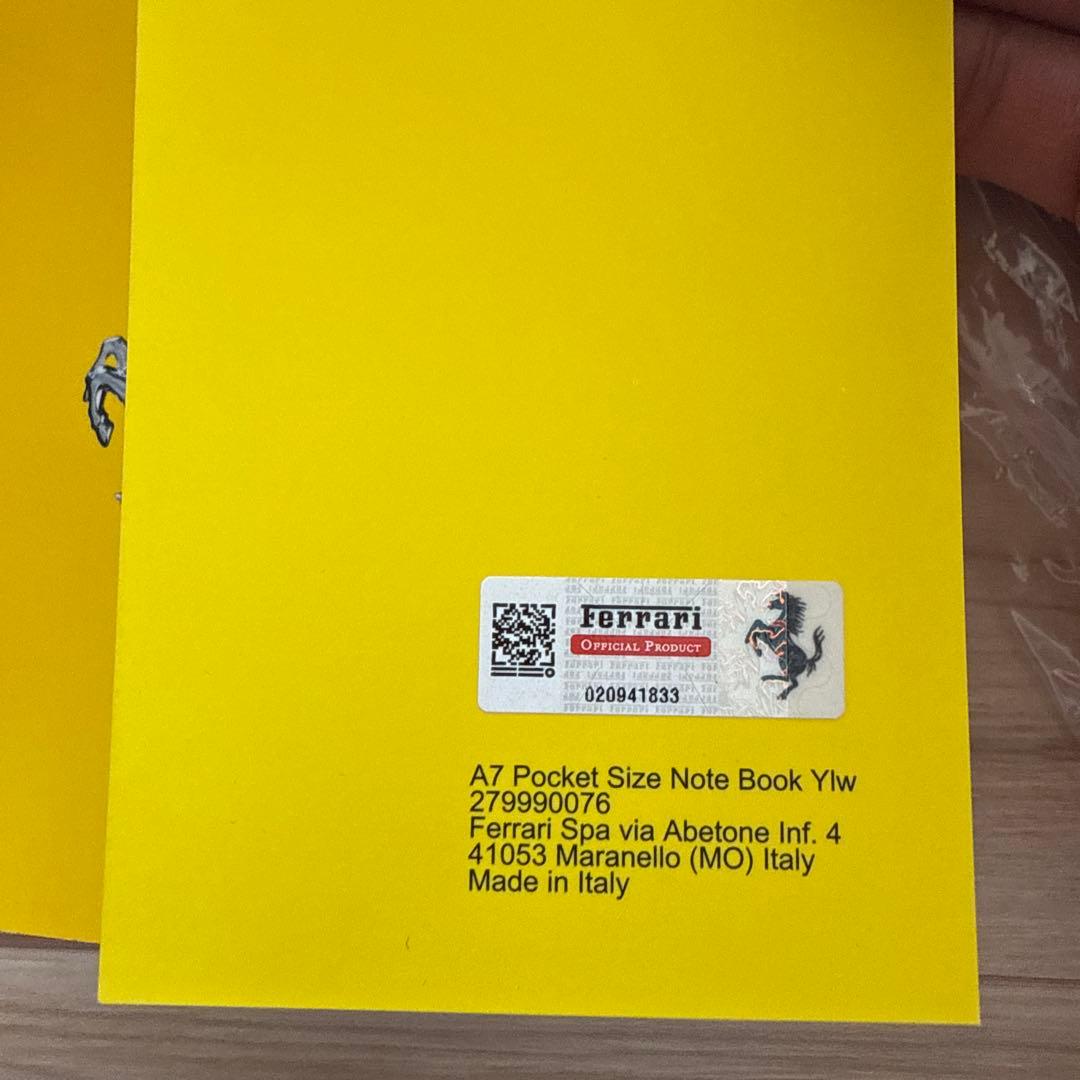 Ferrari
OFFICIAL PRODUCT
020941833
A7 Pocket Size Note Book Ylw
279990076
Ferrari Spa via Abetone Inf. 4
41053 Maranello (MO) Italy
Made in Italy